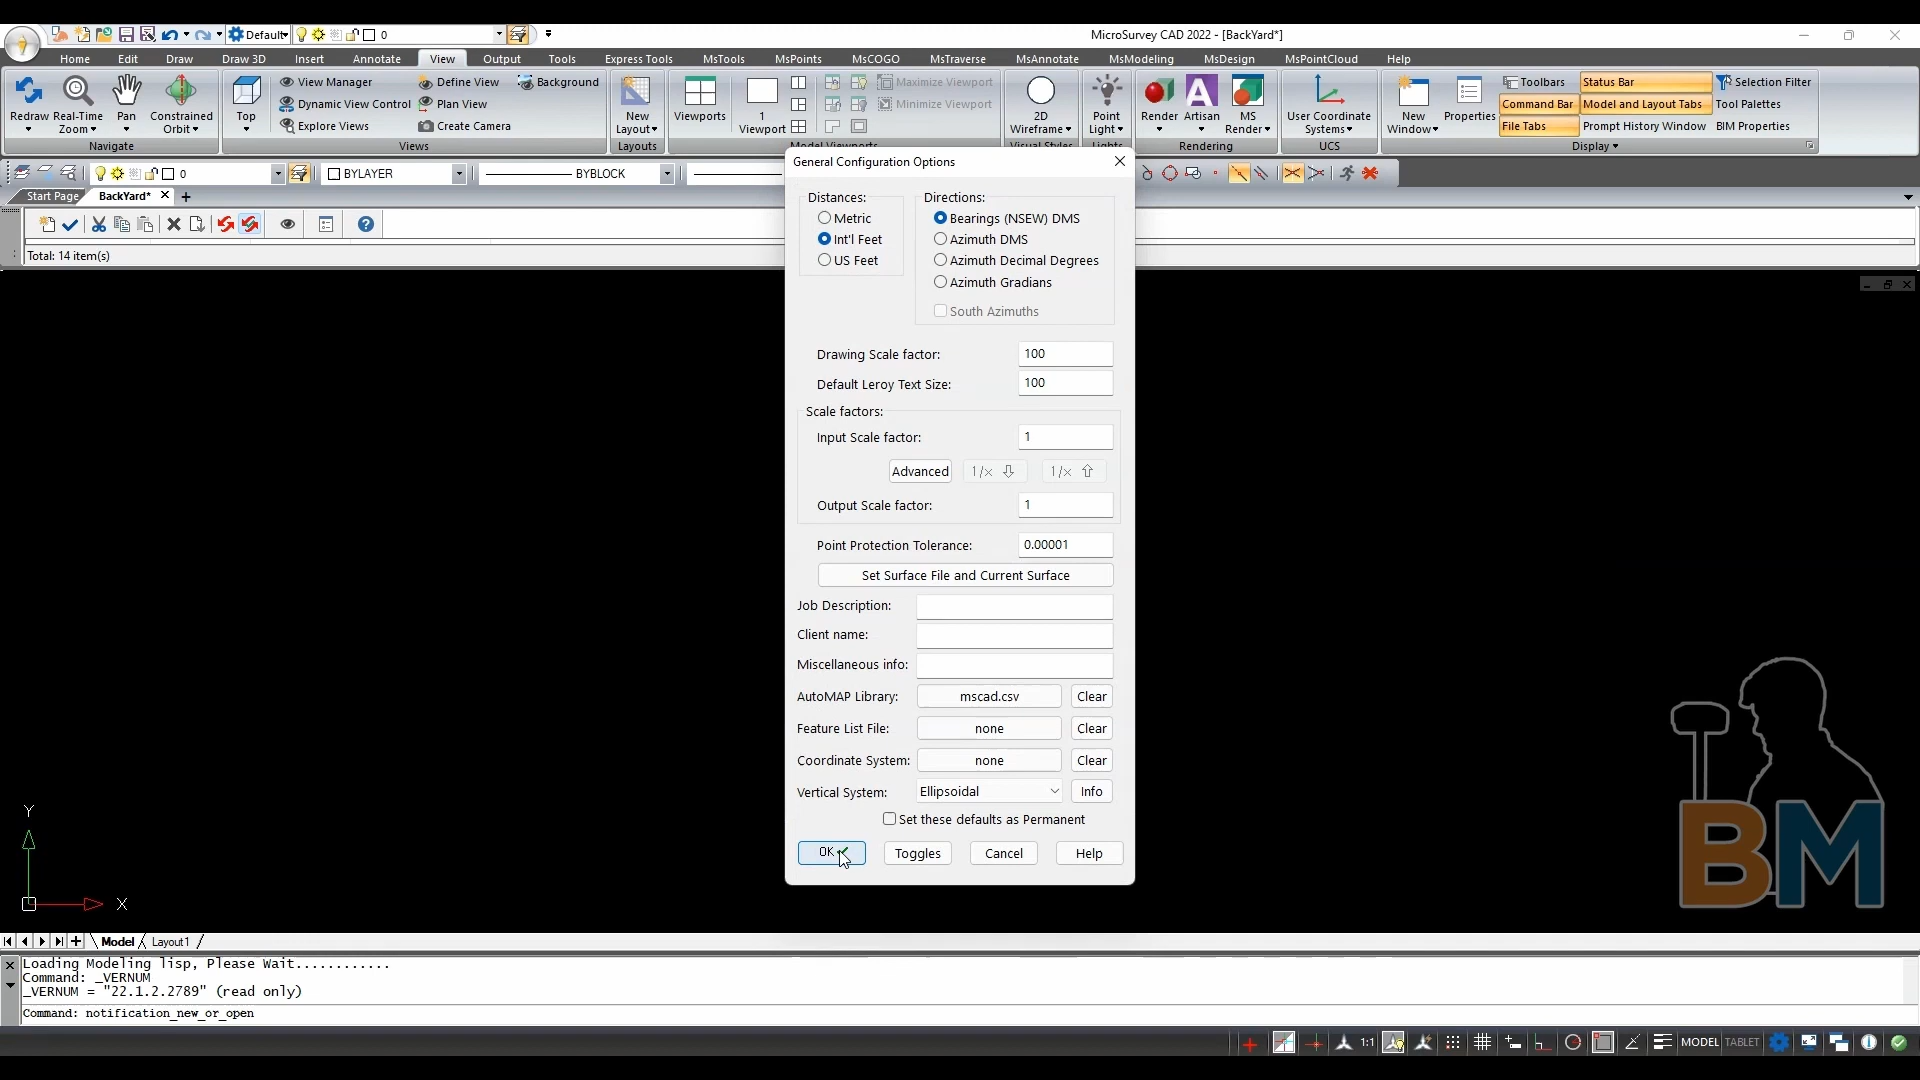 Default 0 MicroSurvey CAD 2022 - [BackYard*]
Home Edit Draw Draw 3D Insert Annotate View Output Tools Express Tools MsTools MsPoints MsCOGO MsTraverse MsAnnotate MsModeling MsDesign MsPointCloud Help
View Manager Define View Background Maximize Viewport Toolbars Status Bar Selection Filter
Dynamic View Control Plan View Minimize Viewport Command Bar Model and Layout Tabs Tool Palettes
Explore Views Create Camera File Tabs Prompt History Window BIM Properties
Redraw Real-Time Pan Constrained Top New Viewports 1 2D Point Render Artisan MS User Coordinate New Properties
Zoom Orbit Layout Viewport Wireframe Light Render Systems Window
Navigate Views Layouts Model Viewports Visual Styles Lights Rendering UCS Display
0 BYLAYER BYBLOCK
Start Page BackYard*
Total: 14 item(s)
General Configuration Options
Distances: Directions:
Metric Bearings (NSEW) DMS
Int'l Feet Azimuth DMS
US Feet Azimuth Decimal Degrees
Azimuth Gradians
South Azimuths
Drawing Scale factor: 100
Default Leroy Text Size: 100
Scale factors:
Input Scale factor: 1
Advanced 1/x 1/x
Output Scale factor: 1
Point Protection Tolerance: 0.00001
Set Surface File and Current Surface
Job Description:
Client name:
Miscellaneous info:
AutoMAP Library: mscad.csv Clear
Feature List File: none Clear
Coordinate System: none Clear
Vertical System: Ellipsoidal Info
Set these defaults as Permanent
OK Toggles Cancel Help
Y
X
BM
Model Layout1
Loading Modeling lisp, Please Wait............
Command: _VERNUM
_VERNUM = "22.1.2.2789" (read only)
Command: notification_new_or_open
1:1 MODEL TABLET